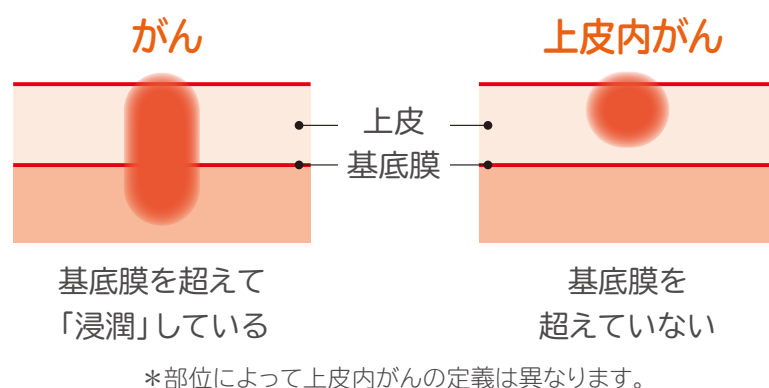 がん
上皮内がん
上皮
基底膜
基底膜を超えて
「浸潤」している
基底膜を
超えていない
＊部位によって上皮内がんの定義は異なります。